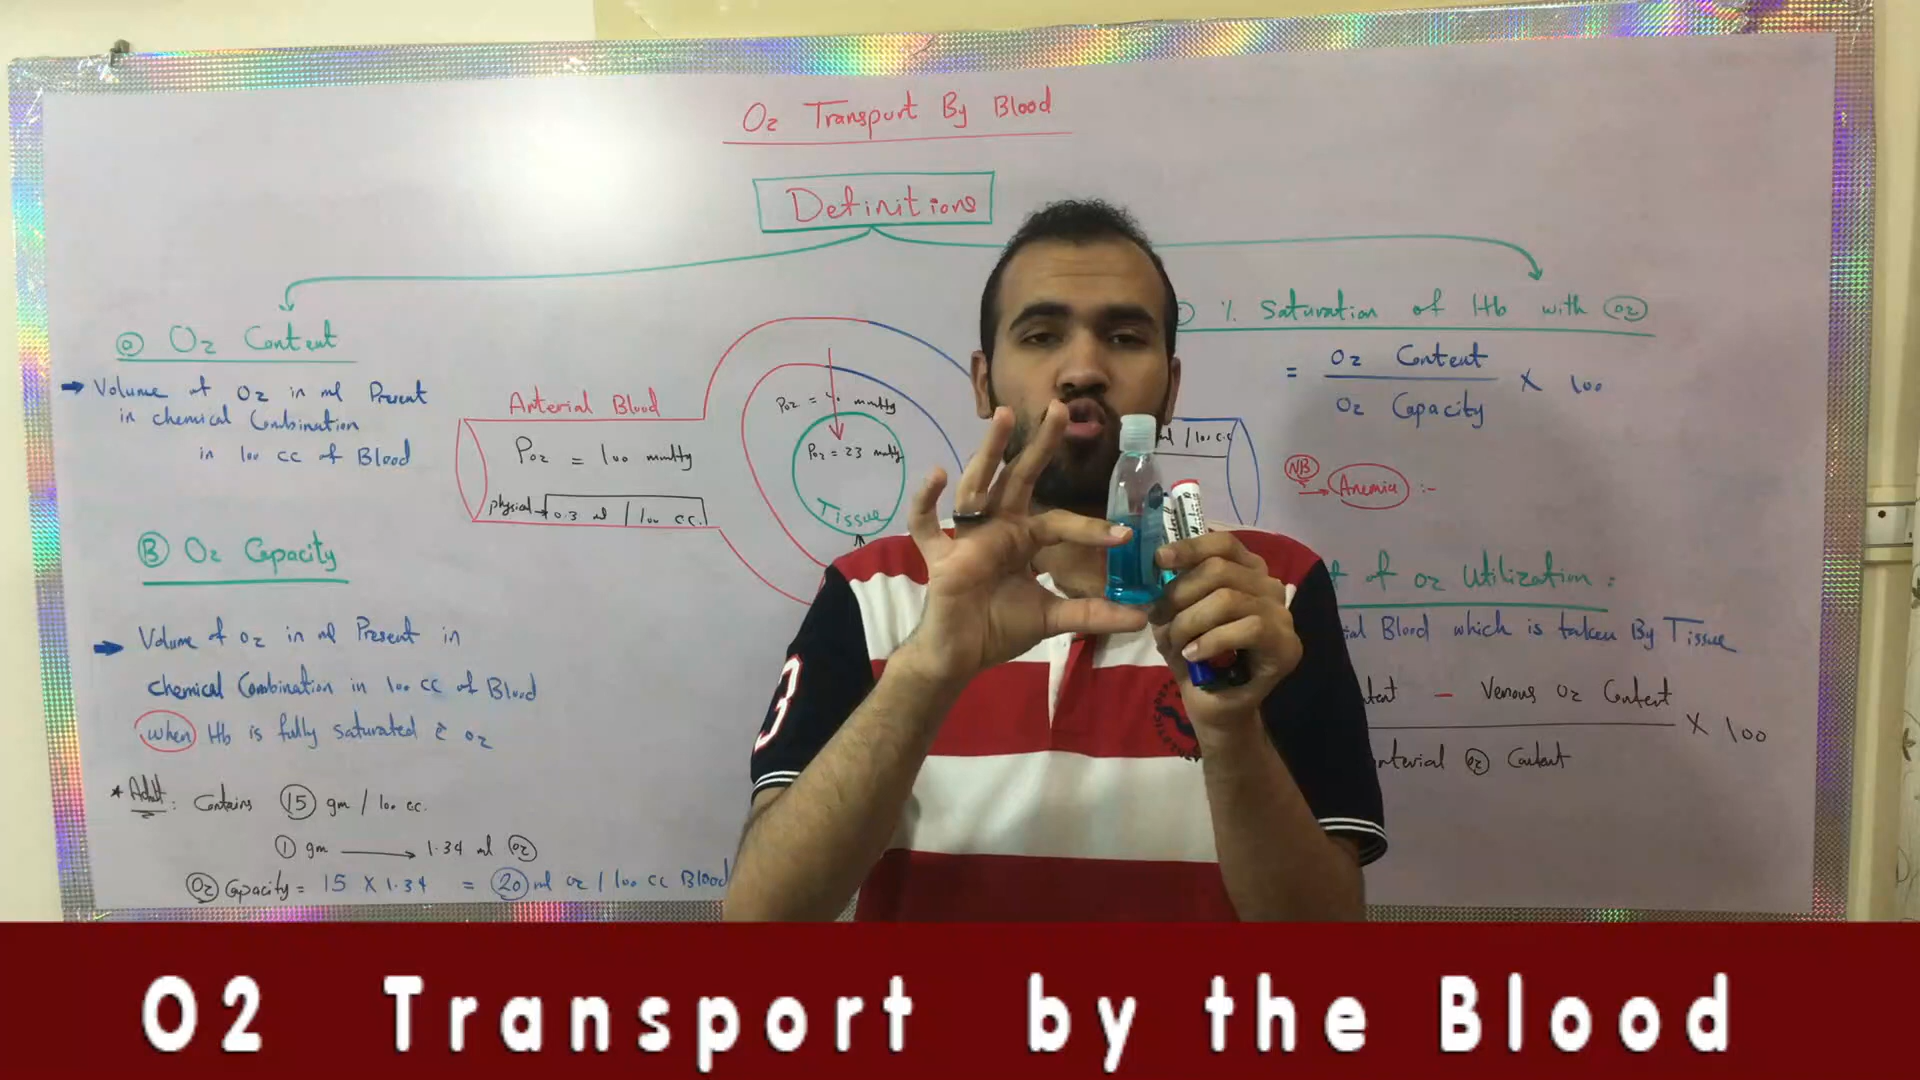 O2 Transport By Blood
Definitions
a O2 Content
Volume of O2 in ml Present
in chemical Combination
in 100 cc of Blood
B O2 Capacity
Volume of O2 in ml Present in
chemical Combination in 100 cc of Blood
when Hb is fully saturated c̄ O2
* Adult: Contains 15 gm / 100 cc.
1 gm → 1.34 ml O2
O2 Capacity = 15 X 1.34 = 20 ml O2 / 100 cc Blood
Arterial Blood
PO2 = 100 mmHg
physical → 0.3 ml / 100 cc.
mmHg
PO2 = 23 mmHg
Tissue
ml / 100 c.c
% Saturation of Hb with O2
= O2 Content
O2 Capacity
X 100
NB → Anemia :-
of O2 Utilization :
Blood which is taken By Tissue
- Venous O2 Content
X 100
Arterial O2 Content
3
O2 Transport by the Blood